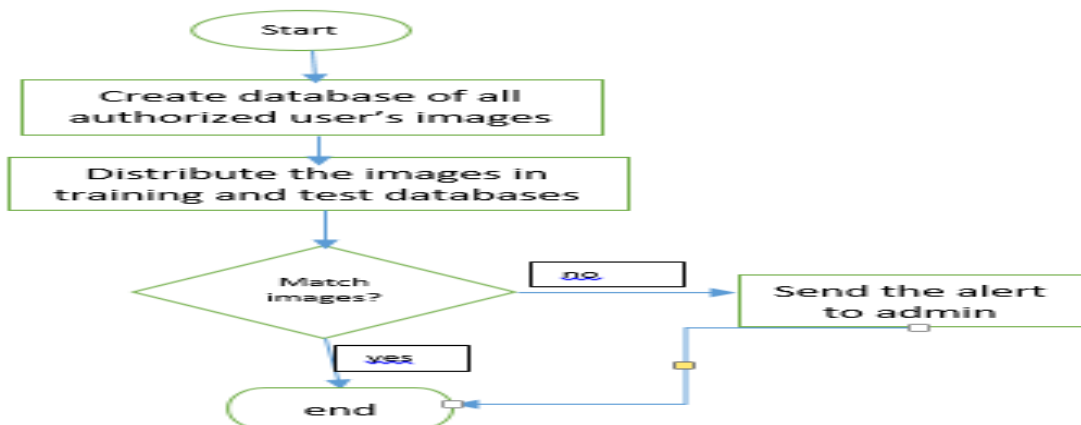 Start
Create database of all
authorized user's images
Distribute the images in
training and test databases
Match
images?
no
Send the alert
to admin
yes
end